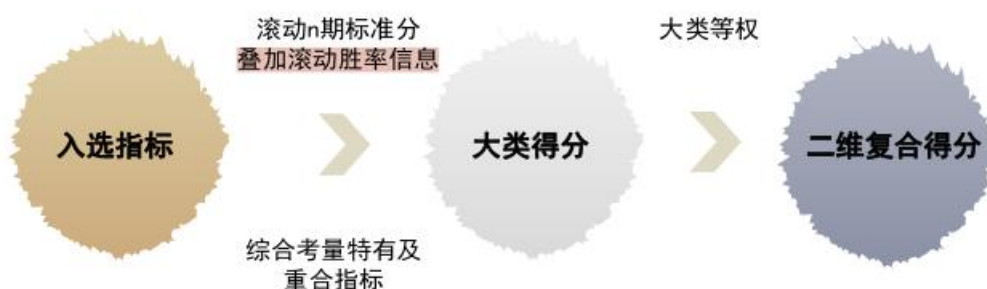 滚动n期标准分
叠加滚动胜率信息
大类等权
入选指标
大类得分
二维复合得分
综合考量特有及
重合指标